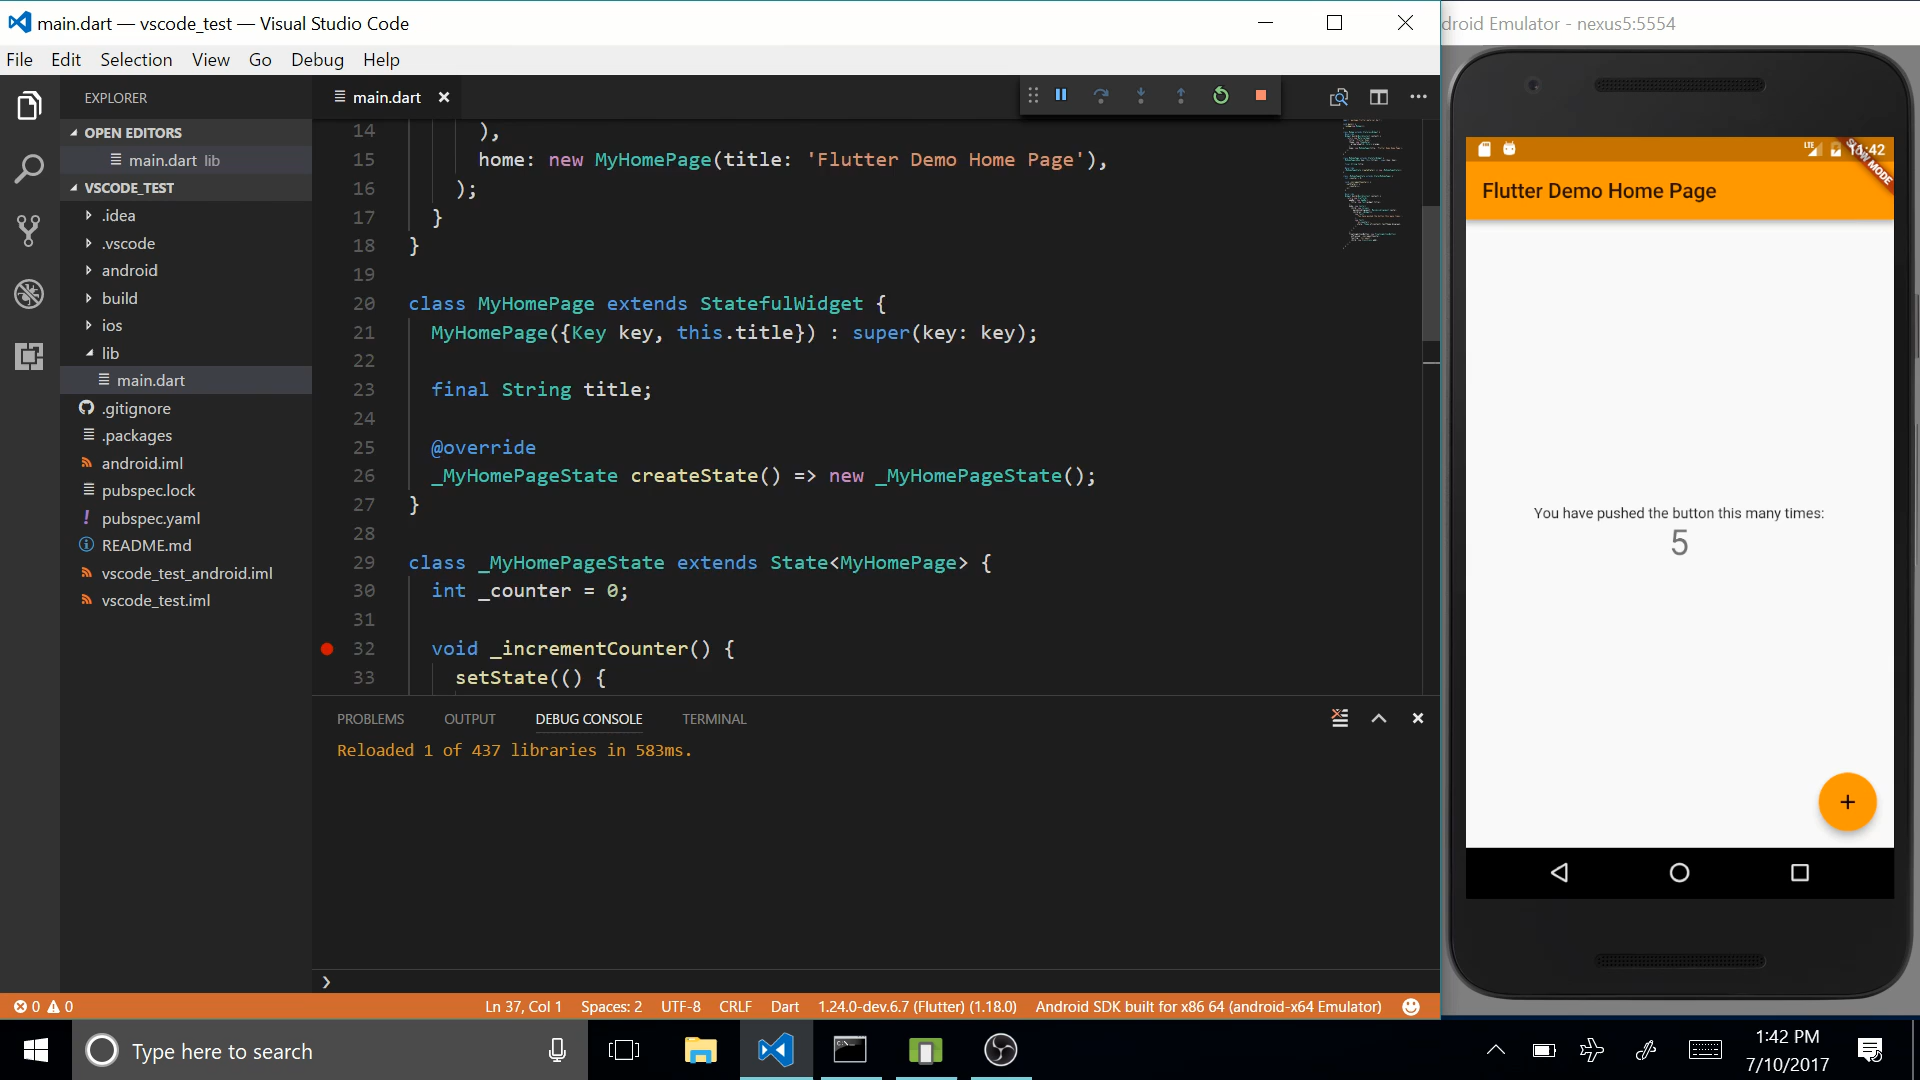 main.dart — vscode_test — Visual Studio Code
File Edit Selection View Go Debug Help
EXPLORER
OPEN EDITORS
main.dart lib
VSCODE_TEST
.idea
.vscode
android
build
ios
lib
main.dart
.gitignore
.packages
android.iml
pubspec.lock
pubspec.yaml
README.md
vscode_test_android.iml
vscode_test.iml
main.dart
14 ),
15 home: new MyHomePage(title: 'Flutter Demo Home Page'),
16 );
17 }
18 }
19
20 class MyHomePage extends StatefulWidget {
21 MyHomePage({Key key, this.title}) : super(key: key);
22
23 final String title;
24
25 @override
26 _MyHomePageState createState() => new _MyHomePageState();
27 }
28
29 class _MyHomePageState extends State<MyHomePage> {
30 int _counter = 0;
31
32 void _incrementCounter() {
33 setState(() {
PROBLEMS OUTPUT DEBUG CONSOLE TERMINAL
Reloaded 1 of 437 libraries in 583ms.
0 0 Ln 37, Col 1 Spaces: 2 UTF-8 CRLF Dart 1.24.0-dev.6.7 (Flutter) (1.18.0) Android SDK built for x86 64 (android-x64 Emulator)
droid Emulator - nexus5:5554
LTE
SLOW MODE
Flutter Demo Home Page
You have pushed the button this many times:
5
+
Type here to search
1:42 PM
7/10/2017